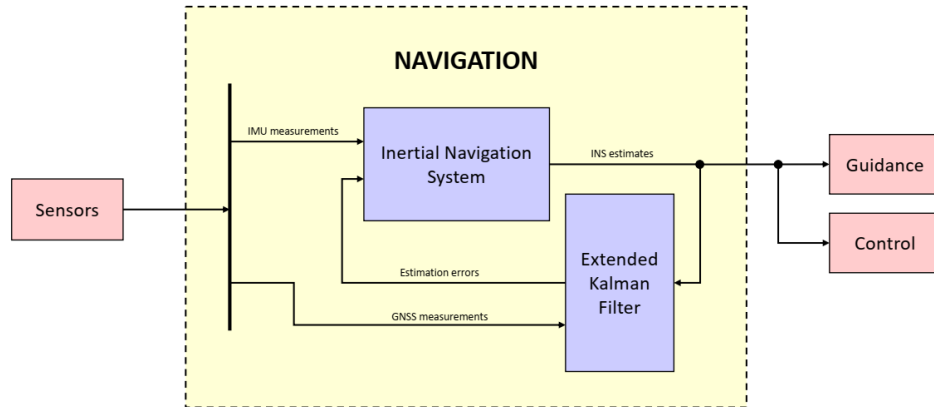 NAVIGATION
IMU measurements
Inertial Navigation
System
INS estimates
Guidance
Sensors
Control
Extended
Kalman
Filter
Estimation errors
GNSS measurements